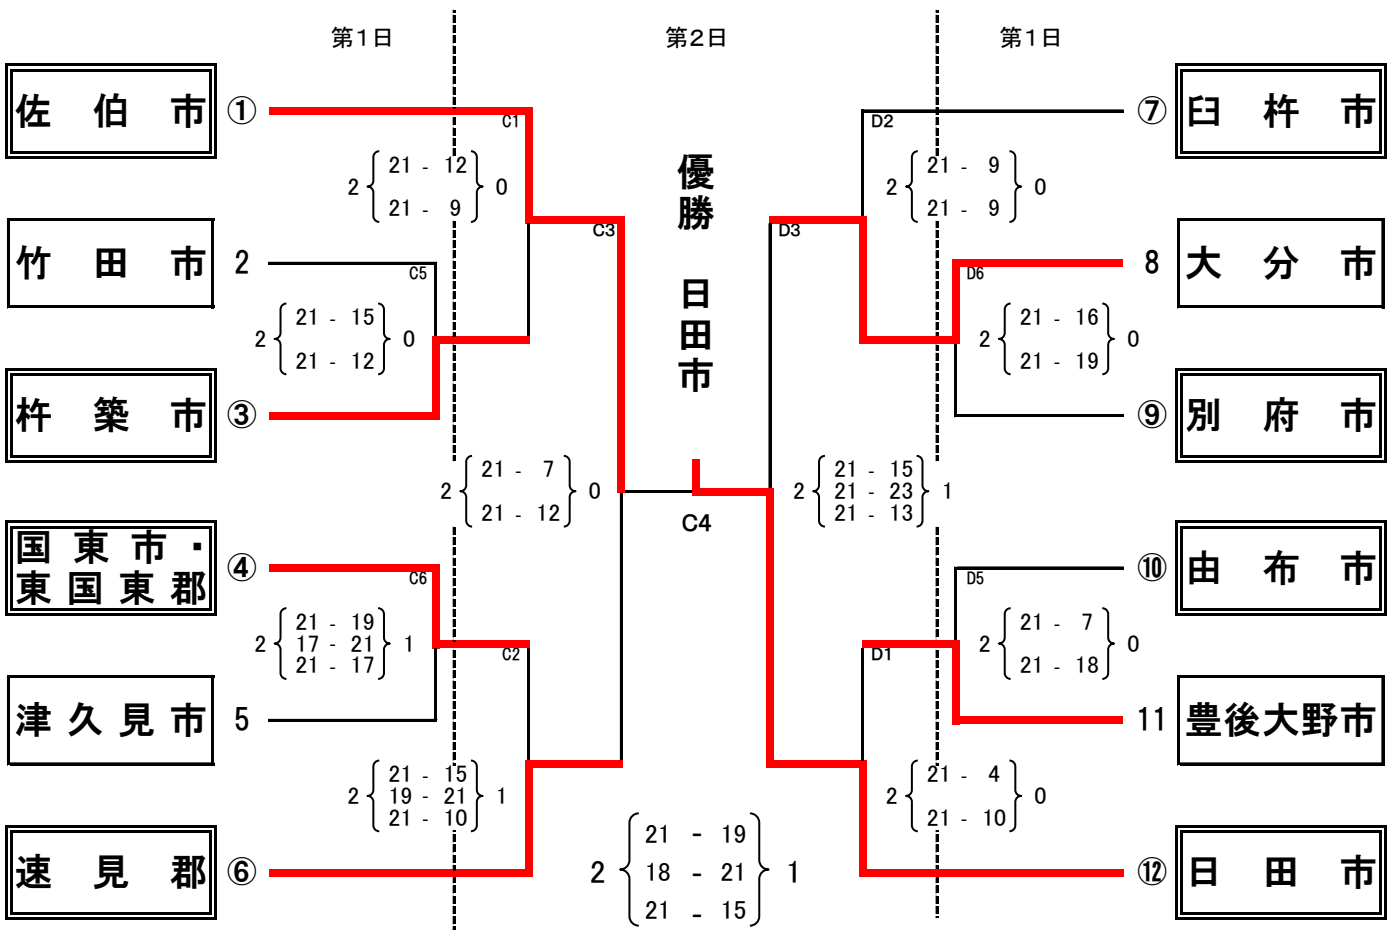 第1日
第2日
第1日
佐伯市 ①
C1
2 { 21 - 12
21 - 9 } 0
竹田市 2
C5
2 { 21 - 15
21 - 12 } 0
杵築市 ③
C3
2 { 21 - 7
21 - 12 } 0
国東市・
東国東郡 ④
C6
2 { 21 - 19
17 - 21
21 - 17 } 1
C2
津久見市 5
2 { 21 - 15
19 - 21
21 - 10 } 1
速見郡 ⑥
優勝 日田市
C4
2 { 21 - 19
18 - 21
21 - 15 } 1
D2
⑦ 臼杵市
2 { 21 - 9
21 - 9 } 0
D3
8 大分市
D6
2 { 21 - 16
21 - 19 } 0
⑨ 別府市
2 { 21 - 15
21 - 23
21 - 13 } 1
⑩ 由布市
D5
2 { 21 - 7
21 - 18 } 0
D1
11 豊後大野市
2 { 21 - 4
21 - 10 } 0
⑫ 日田市